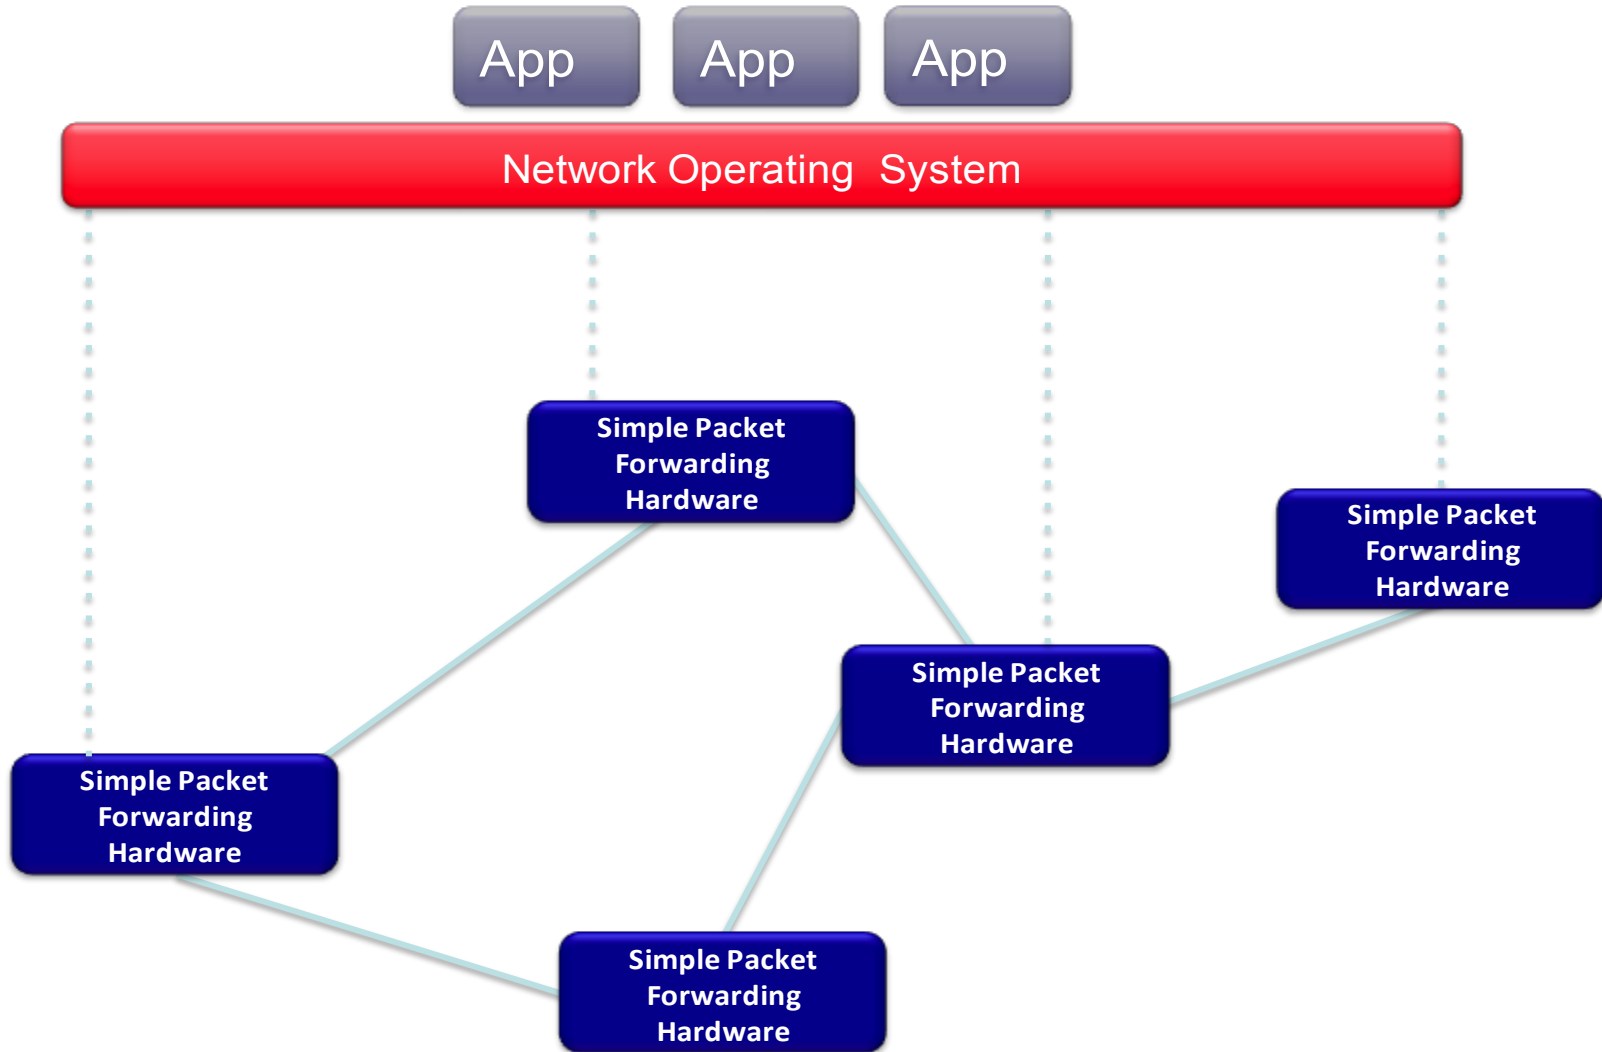 App
App
App
Network Operating  System
Simple Packet
Forwarding
Hardware
Simple Packet
Forwarding
Hardware
Simple Packet
Forwarding
Hardware
Simple Packet
Forwarding
Hardware
Simple Packet
Forwarding
Hardware